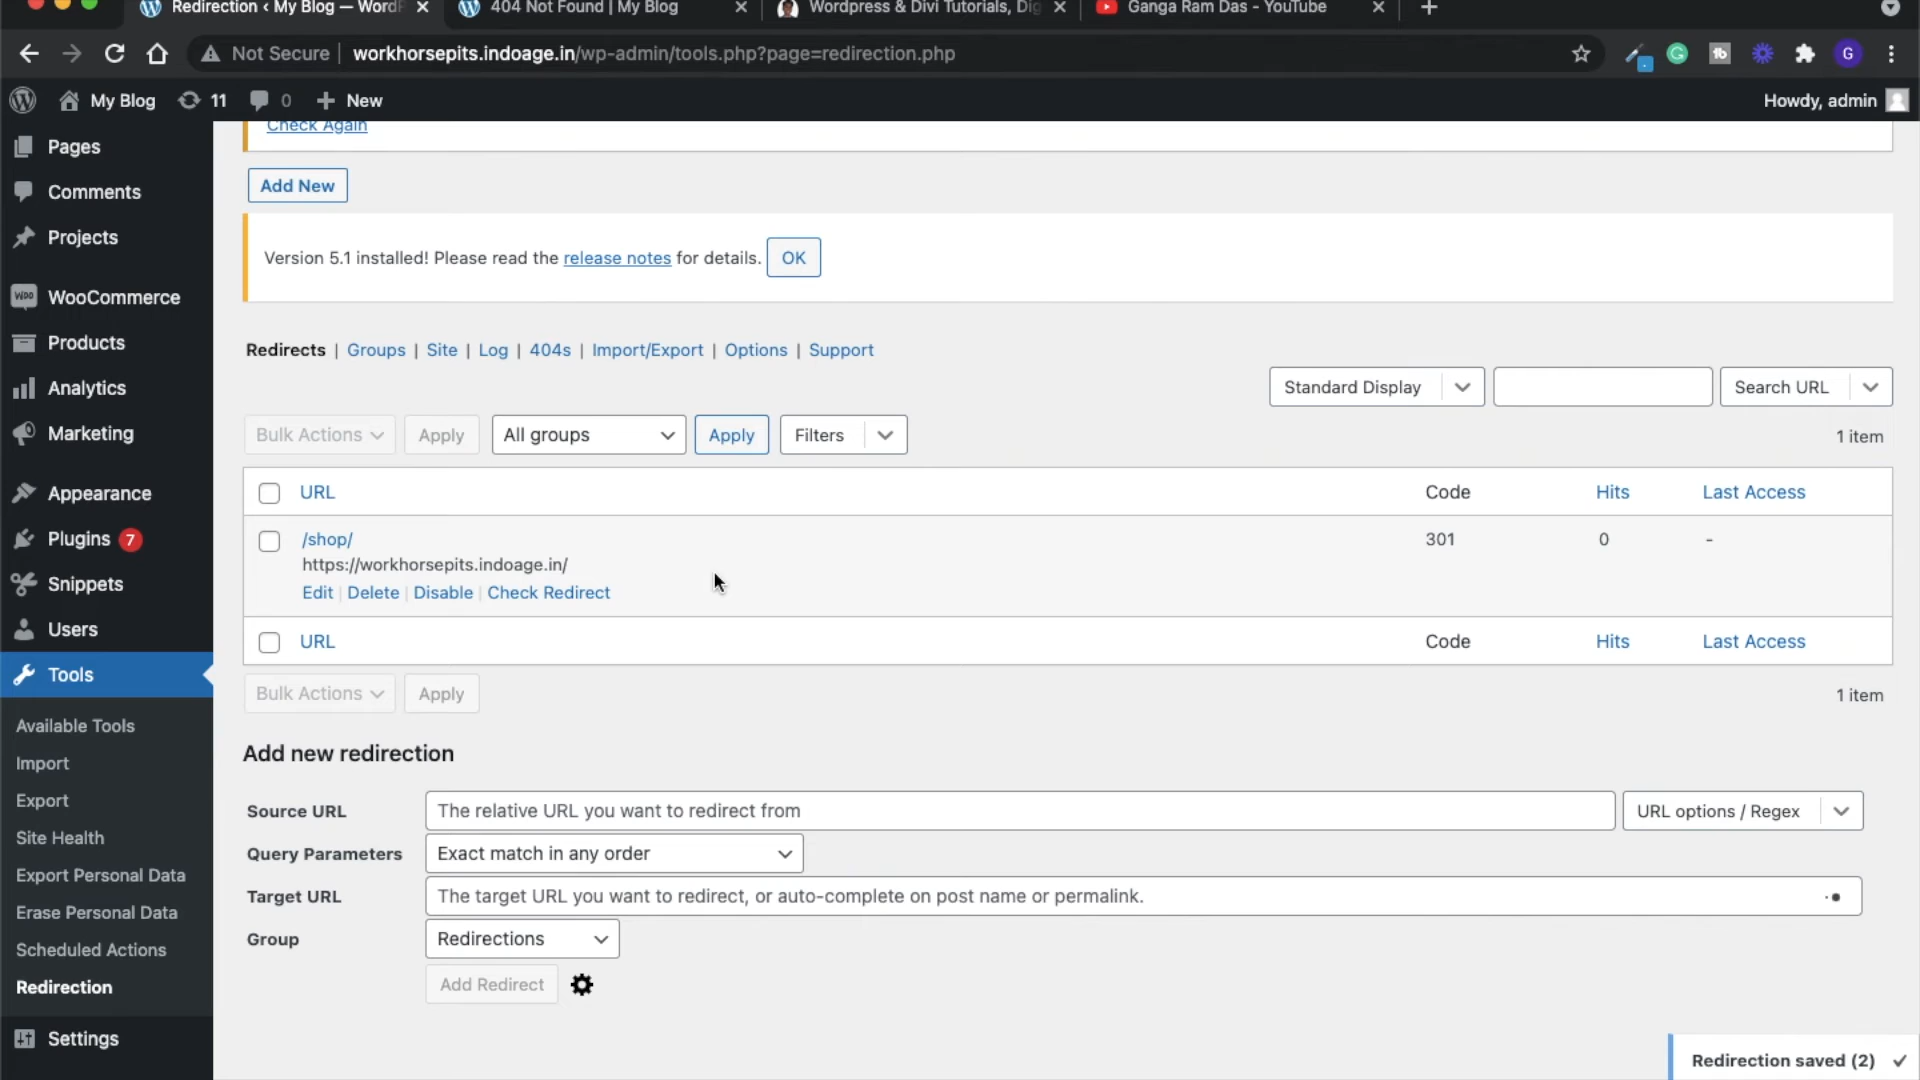 Redirection ‹ My Blog — WordP
404 Not Found | My Blog
Wordpress & Divi Tutorials, Dig
Ganga Ram Das - YouTube
Not Secure | workhorsepits.indoage.in/wp-admin/tools.php?page=redirection.php
G
My Blog 11 0 New
Howdy, admin
Pages
Comments
Projects
WooCommerce
Products
Analytics
Marketing
Appearance
Plugins 7
Snippets
Users
Tools
Available Tools
Import
Export
Site Health
Export Personal Data
Erase Personal Data
Scheduled Actions
Redirection
Settings
Check Again
Add New
Version 5.1 installed! Please read the release notes for details. OK
Redirects | Groups | Site | Log | 404s | Import/Export | Options | Support
Standard Display Search URL
Bulk Actions Apply All groups Apply Filters 1 item
URL Code Hits Last Access
/shop/ 301 0 -
https://workhorsepits.indoage.in/
Edit | Delete | Disable | Check Redirect
URL Code Hits Last Access
Bulk Actions Apply 1 item
Add new redirection
Source URL The relative URL you want to redirect from URL options / Regex
Query Parameters Exact match in any order
Target URL The target URL you want to redirect, or auto-complete on post name or permalink.
Group Redirections
Add Redirect
Redirection saved (2)